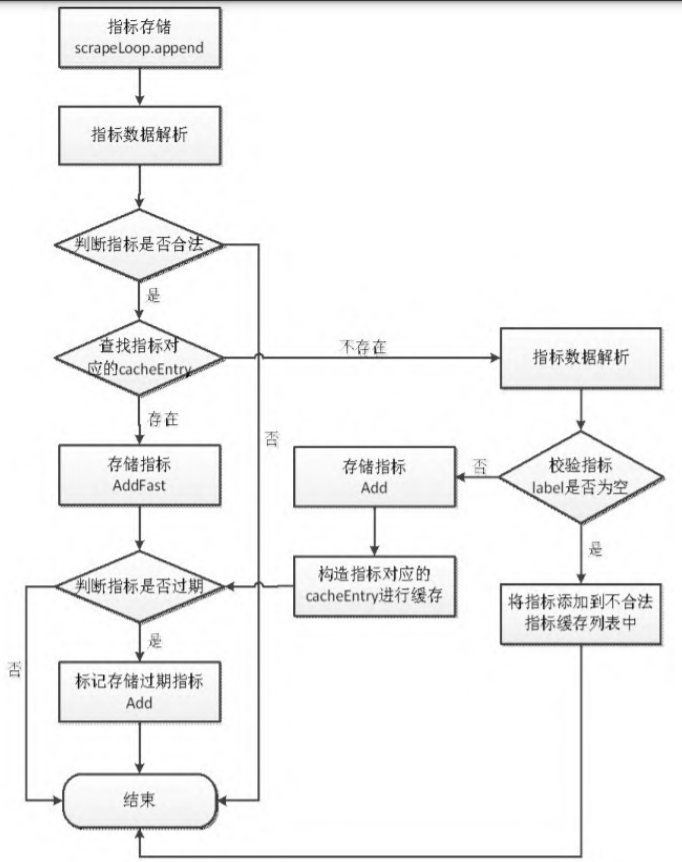 指标存储
scrapeLoop.append
指标数据解析
判断指标是否合法
是
查找指标对
应的cacheEntry
不存在
指标数据解析
存在
否
存储指标
AddFast
存储指标
Add
否
校验指标
label是否为空
是
判断指标是否过期
构造指标对应的
cacheEntry进行缓存
将指标添加到不合法
指标缓存列表中
是
否
标记存储过期指标
Add
结束